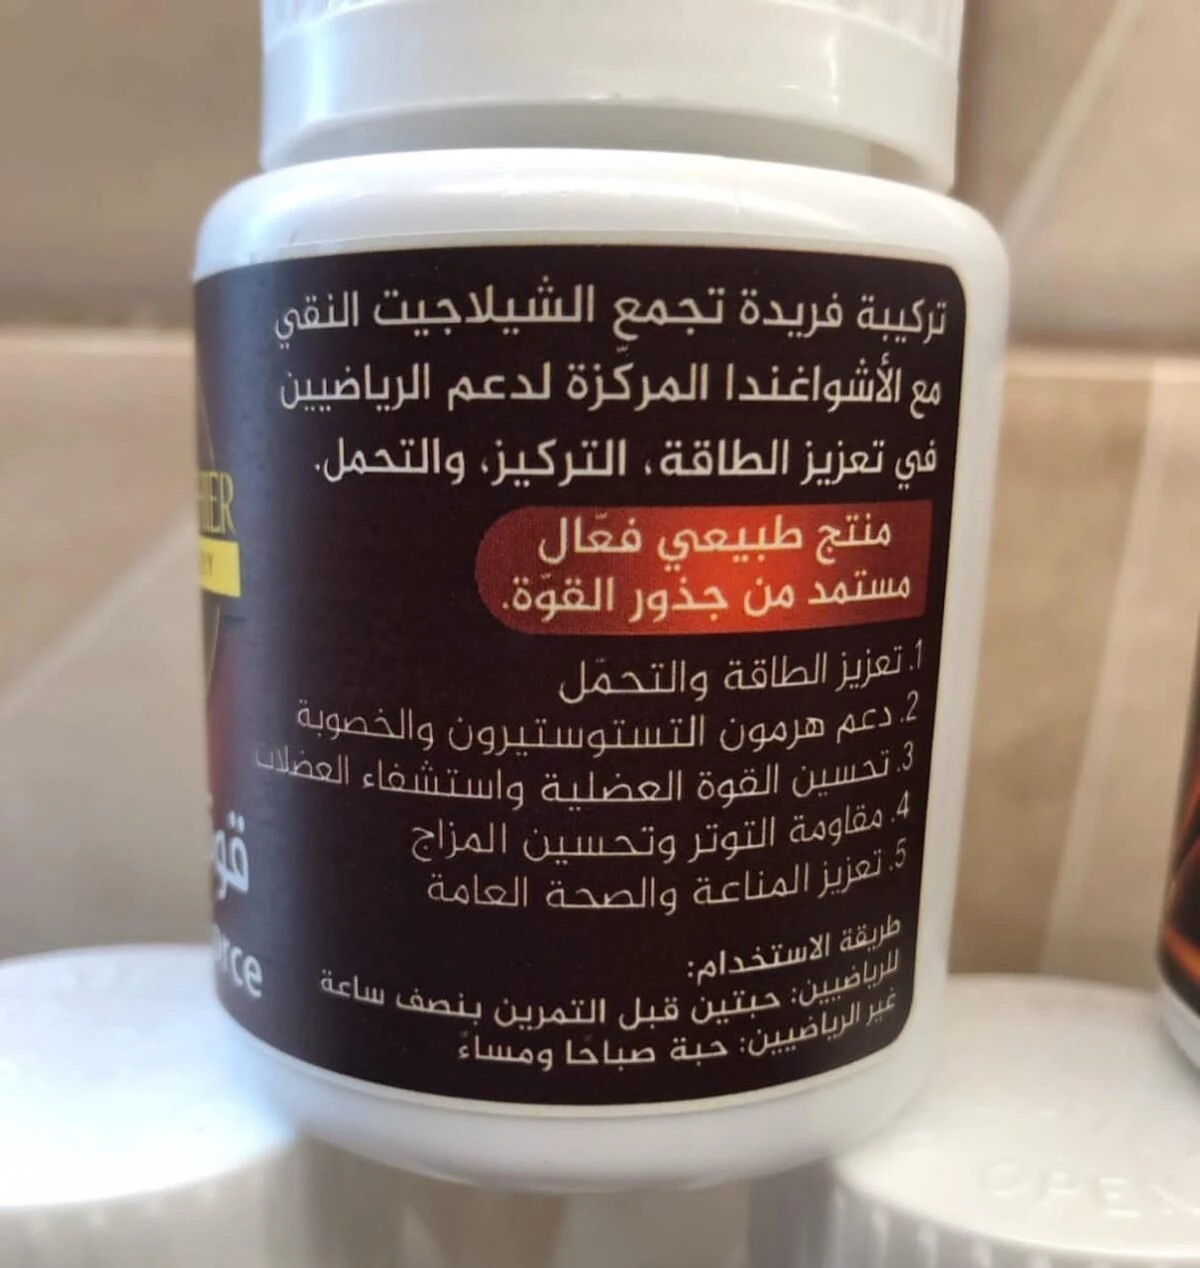 تركيبة فريدة تجمع الشيلاجيت النقي
مع الأشواغندا المركّزة لدعم الرياضيين
في تعزيز الطاقة، التركيز، والتحمل.
منتج طبيعي فعّال
مستمد من جذور القوّة.
1. تعزيز الطاقة والتحمّل
2. دعم هرمون التستوستيرون والخصوبة
3. تحسين القوة العضلية واستشفاء العضلات
4. مقاومة التوتر وتحسين المزاج
5. تعزيز المناعة والصحة العامة
طريقة الاستخدام:
للرياضيين: حبتين قبل التمرين بنصف ساعة
غير الرياضيين: حبة صباحا ومساءً